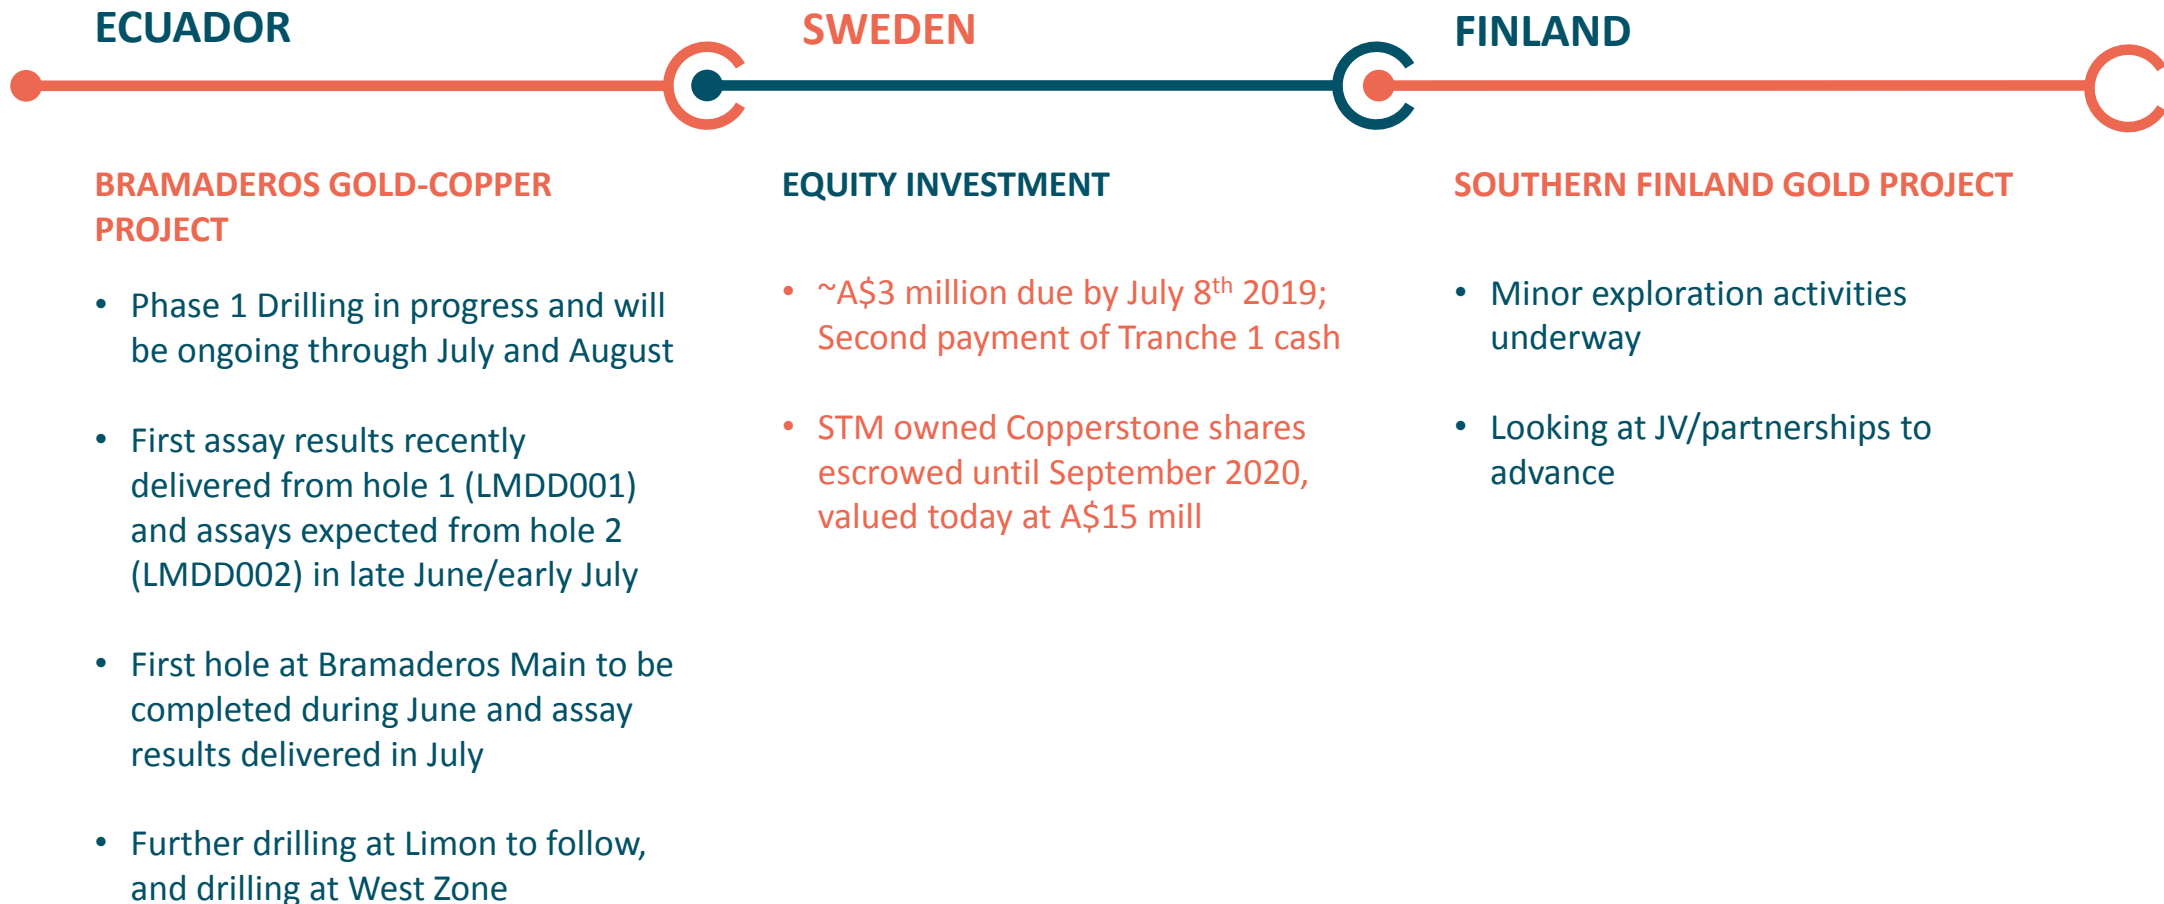 ECUADOR
SWEDEN
FINLAND
BRAMADEROS GOLD-COPPER
PROJECT
• Phase 1 Drilling in progress and will
be ongoing through July and August
• First assay results recently
delivered from hole 1 (LMDD001)
and assays expected from hole 2
(LMDD002) in late June/early July
• First hole at Bramaderos Main to be
completed during June and assay
results delivered in July
• Further drilling at Limon to follow,
and drilling at West Zone
EQUITY INVESTMENT
• ~A$3 million due by July 8th 2019;
Second payment of Tranche 1 cash
• STM owned Copperstone shares
escrowed until September 2020,
valued today at A$15 mill
SOUTHERN FINLAND GOLD PROJECT
• Minor exploration activities
underway
• Looking at JV/partnerships to
advance